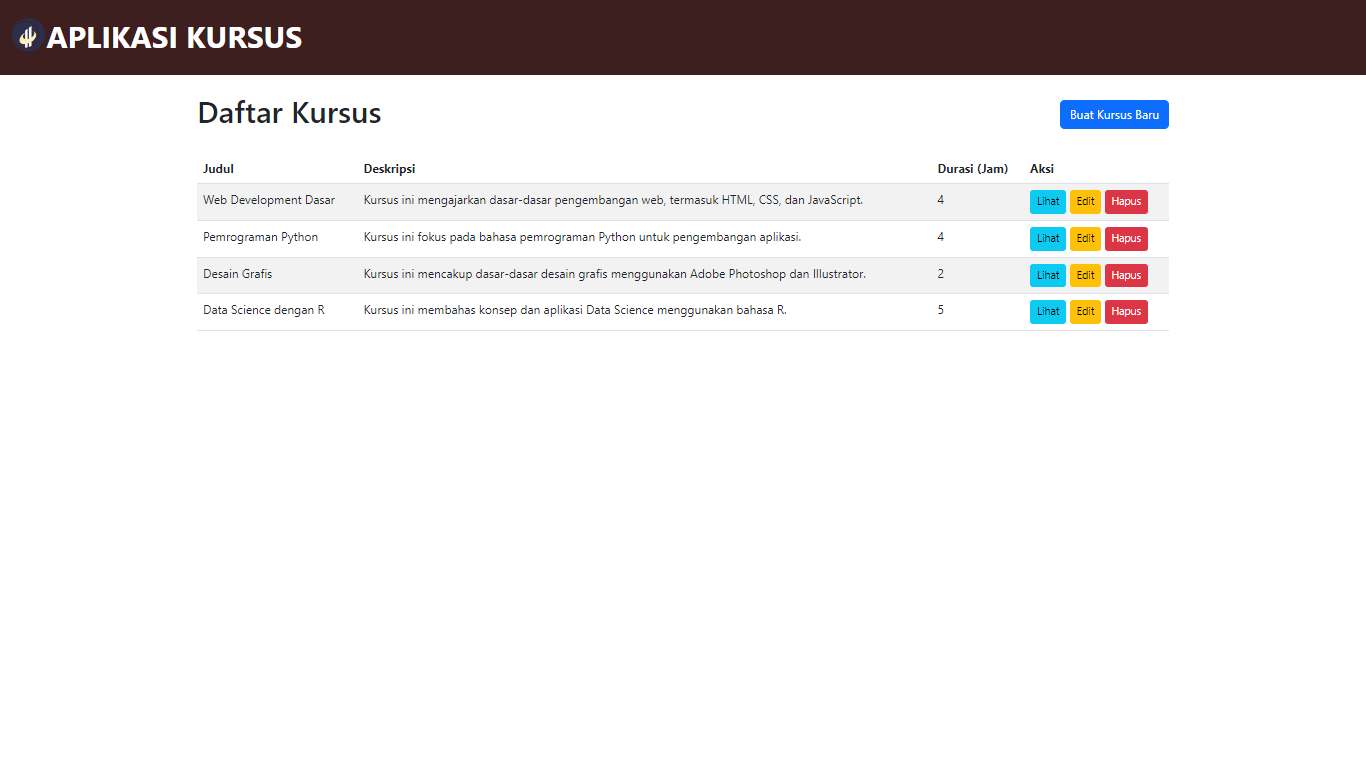 APLIKASI KURSUS
Daftar Kursus
Buat Kursus Baru
Judul Deskripsi Durasi (Jam) Aksi
Web Development Dasar Kursus ini mengajarkan dasar-dasar pengembangan web, termasuk HTML, CSS, dan JavaScript. 4 Lihat Edit Hapus
Pemrograman Python Kursus ini fokus pada bahasa pemrograman Python untuk pengembangan aplikasi. 4 Lihat Edit Hapus
Desain Grafis Kursus ini mencakup dasar-dasar desain grafis menggunakan Adobe Photoshop dan Illustrator. 2 Lihat Edit Hapus
Data Science dengan R Kursus ini membahas konsep dan aplikasi Data Science menggunakan bahasa R. 5 Lihat Edit Hapus